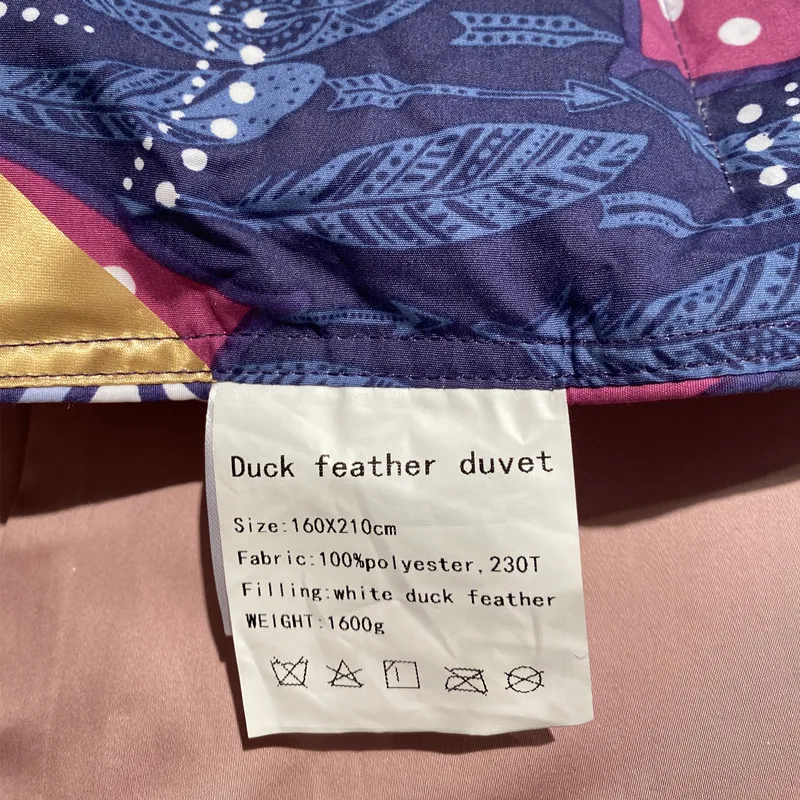 Duck feather duvet
Size:160X210cm
Fabric:100%polyester,230T
Filling:white duck feather
WEIGHT:1600g